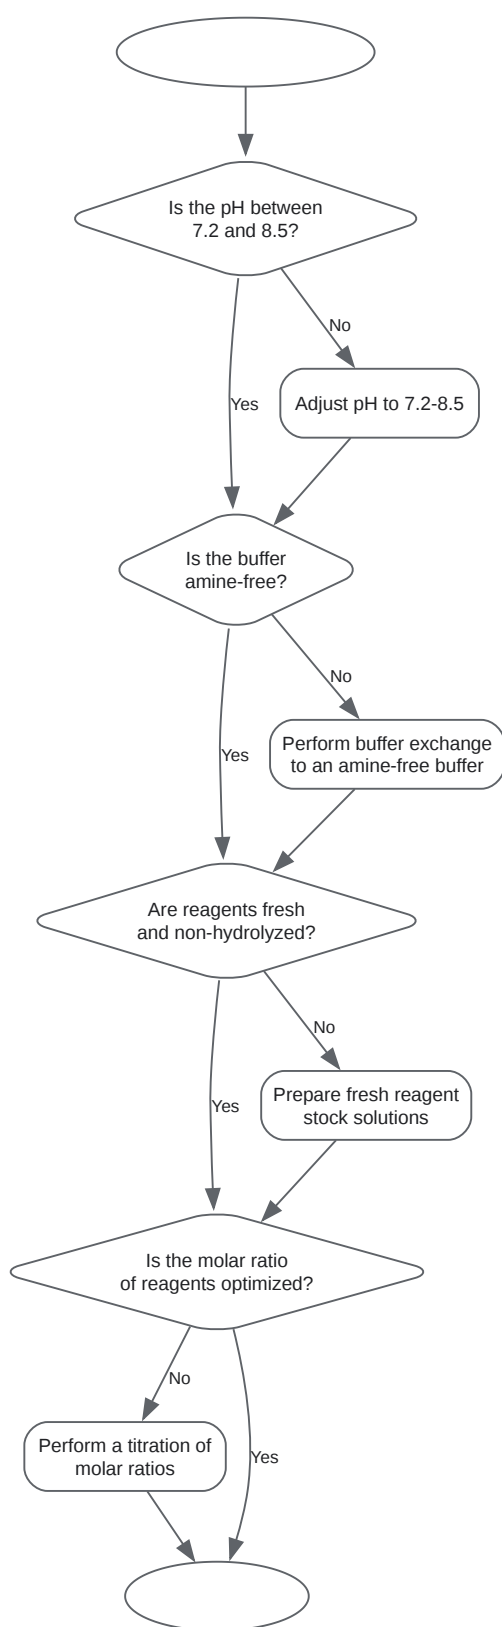 Is the pH between
7.2 and 8.5?
No
Yes
Adjust pH to 7.2-8.5
Is the buffer
amine-free?
No
Yes
Perform buffer exchange
to an amine-free buffer
Are reagents fresh
and non-hydrolyzed?
No
Yes
Prepare fresh reagent
stock solutions
Is the molar ratio
of reagents optimized?
No
Perform a titration of
molar ratios
Yes